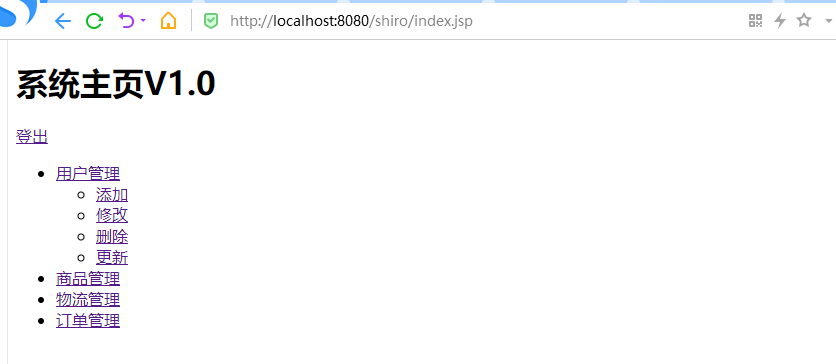 http://localhost:8080/shiro/index.jsp
系统主页V1.0
登出
用户管理
添加
修改
删除
更新
商品管理
物流管理
订单管理